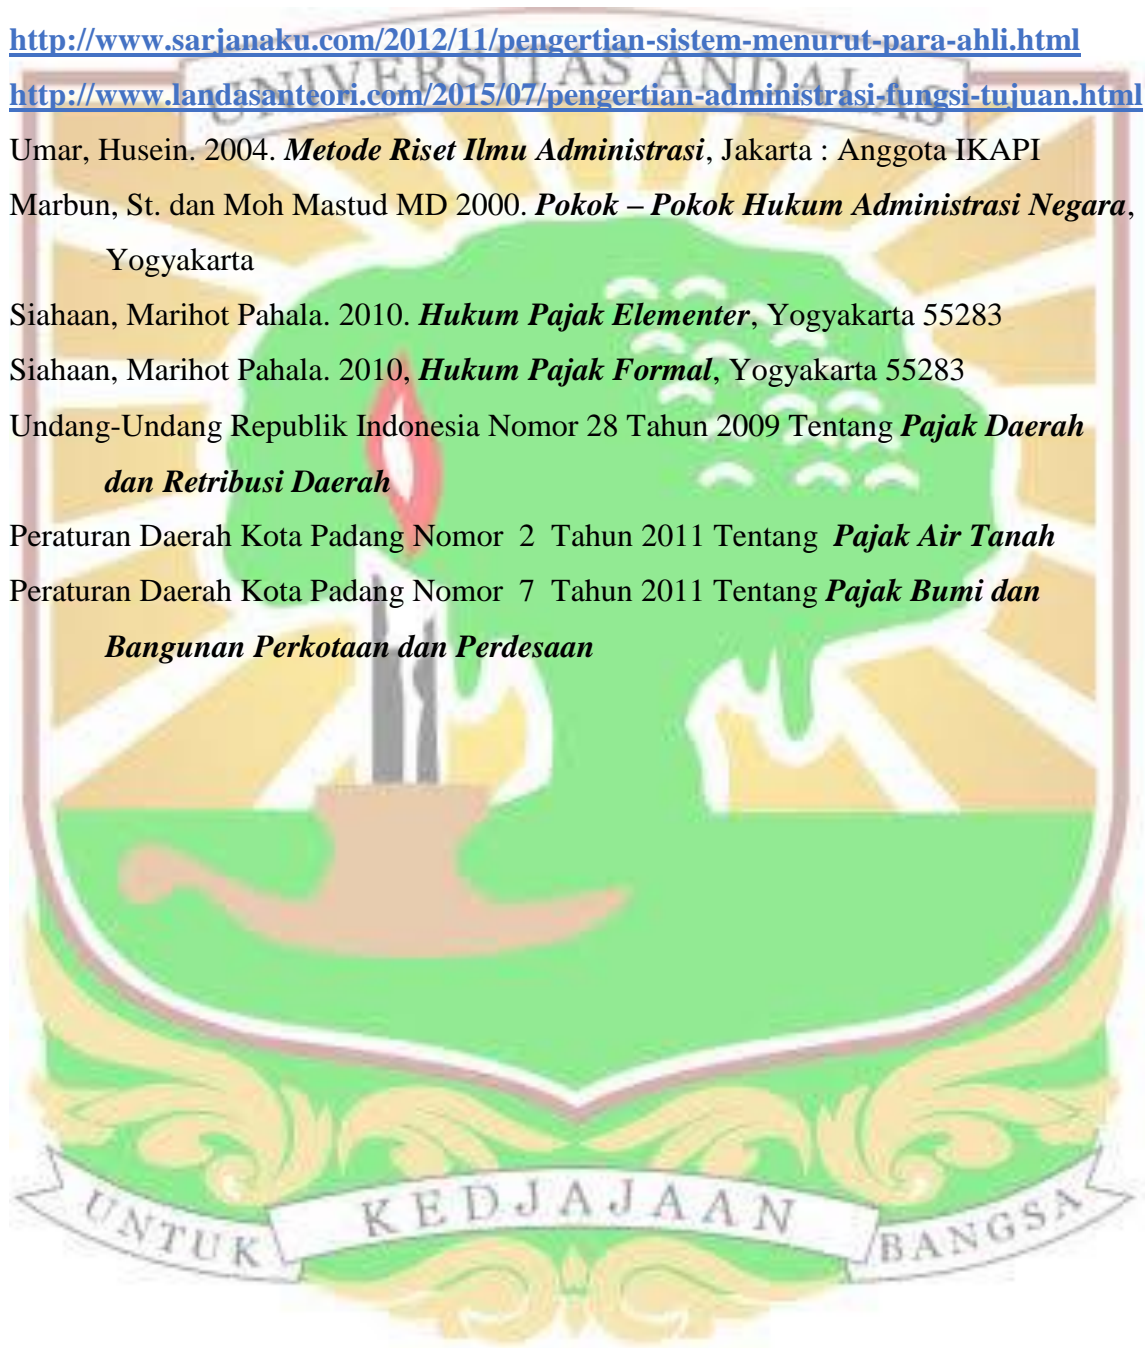 http://www.sarjanaku.com/2012/11/pengertian-sistem-menurut-para-ahli.html
UNIVERSITAS ANDALAS
http://www.landasanteori.com/2015/07/pengertian-administrasi-fungsi-tujuan.html
Umar, Husein. 2004. Metode Riset Ilmu Administrasi, Jakarta : Anggota IKAPI
Marbun, St. dan Moh Mastud MD 2000. Pokok – Pokok Hukum Administrasi Negara,
Yogyakarta
Siahaan, Marihot Pahala. 2010. Hukum Pajak Elementer, Yogyakarta 55283
Siahaan, Marihot Pahala. 2010, Hukum Pajak Formal, Yogyakarta 55283
Undang-Undang Republik Indonesia Nomor 28 Tahun 2009 Tentang Pajak Daerah
dan Retribusi Daerah
Peraturan Daerah Kota Padang Nomor 2 Tahun 2011 Tentang Pajak Air Tanah
Peraturan Daerah Kota Padang Nomor 7 Tahun 2011 Tentang Pajak Bumi dan
Bangunan Perkotaan dan Perdesaan
UNTUK KEDJAJAAN BANGSA